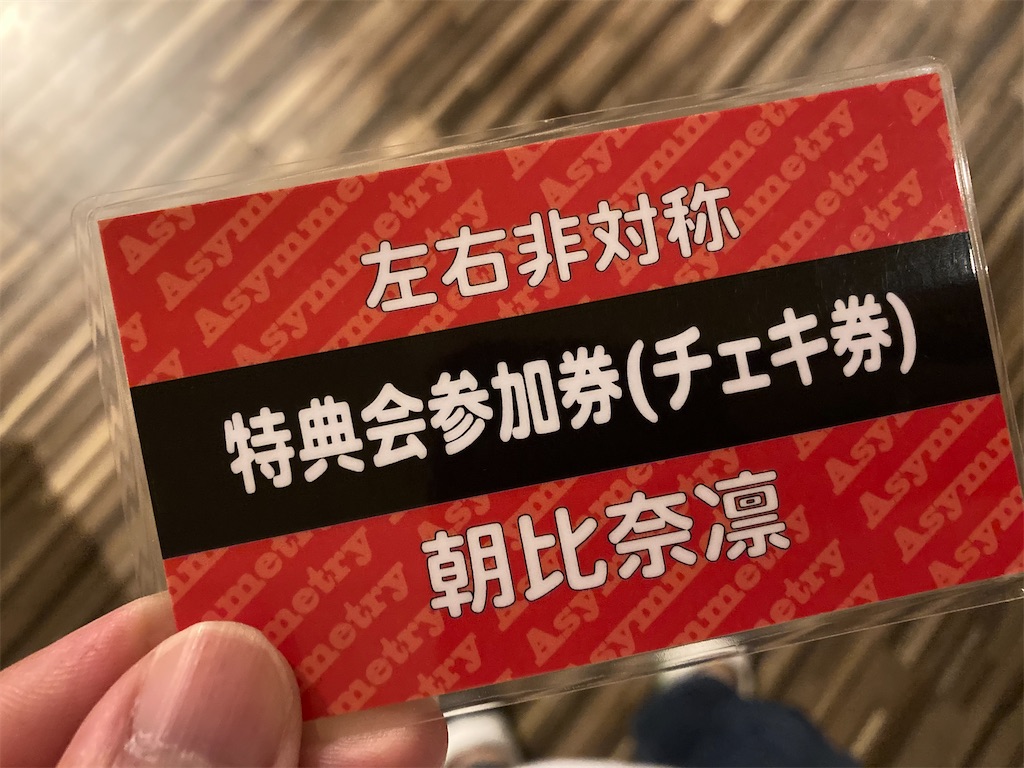 左右非対称
特典会参加券(チェキ券)
朝比奈凛
Asymmetry